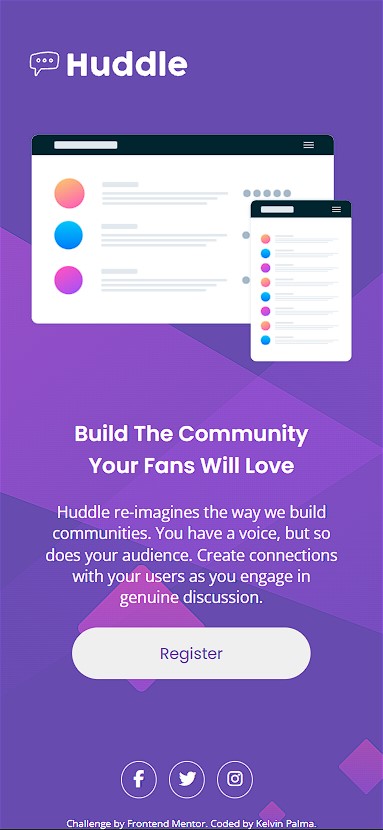 Huddle
Build The Community
Your Fans Will Love
Huddle re-imagines the way we build
communities. You have a voice, but so
does your audience. Create connections
with your users as you engage in
genuine discussion.
Register
Challenge by Frontend Mentor. Coded by Kelvin Palma.